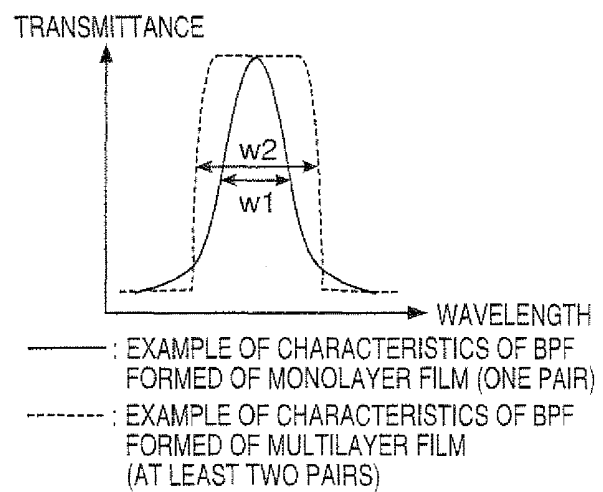 TRANSMITTANCE
w2
w1
WAVELENGTH
: EXAMPLE OF CHARACTERISTICS OF BPF
FORMED OF MONOLAYER FILM (ONE PAIR)
: EXAMPLE OF CHARACTERISTICS OF BPF
FORMED OF MULTILAYER FILM
(AT LEAST TWO PAIRS)